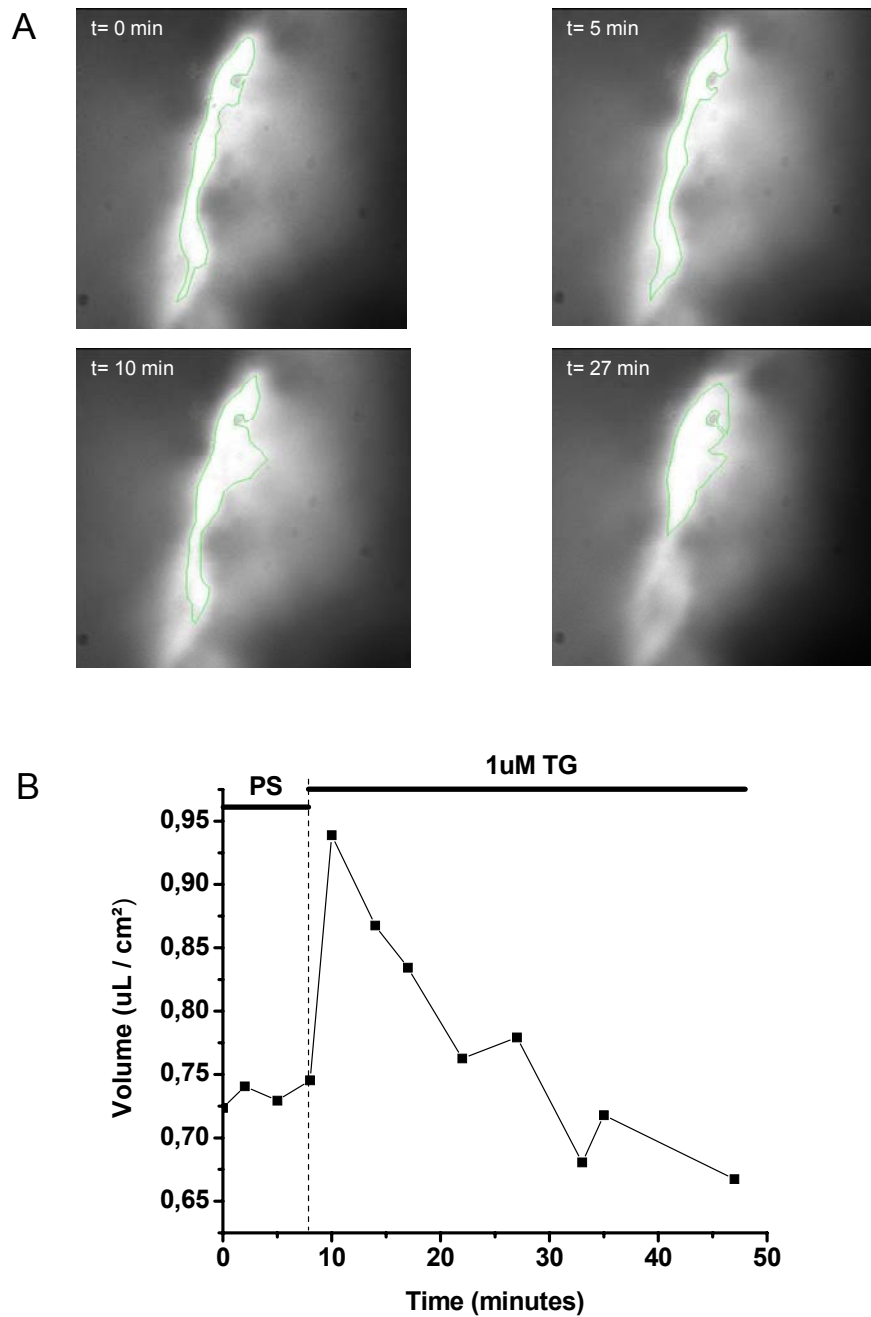 A
t= 0 min
t= 5 min
t= 10 min
t= 27 min
B
PS
1uM TG
0,95
0,90
0,85
0,80
0,75
0,70
0,65
Volume (uL / cm²)
0 10 20 30 40 50
Time (minutes)